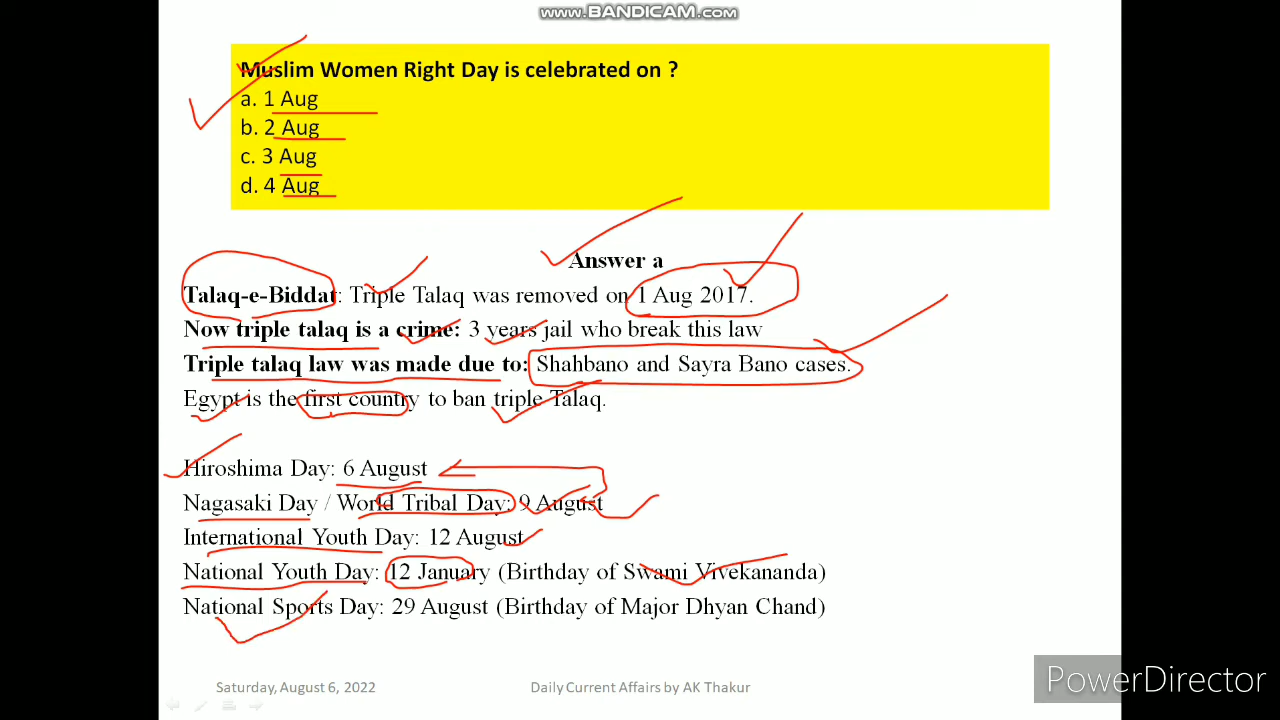 www.BANDICAM.com
Muslim Women Right Day is celebrated on ?
a. 1 Aug
b. 2 Aug
c. 3 Aug
d. 4 Aug
Answer a
Talaq-e-Biddat: Triple Talaq was removed on 1 Aug 2017.
Now triple talaq is a crime: 3 years jail who break this law
Triple talaq law was made due to: Shahbano and Sayra Bano cases.
Egypt is the first country to ban triple Talaq.
Hiroshima Day: 6 August
Nagasaki Day / World Tribal Day: 9 August
International Youth Day: 12 August
National Youth Day: 12 January (Birthday of Swami Vivekananda)
National Sports Day: 29 August (Birthday of Major Dhyan Chand)
Saturday, August 6, 2022
Daily Current Affairs by AK Thakur
PowerDirector